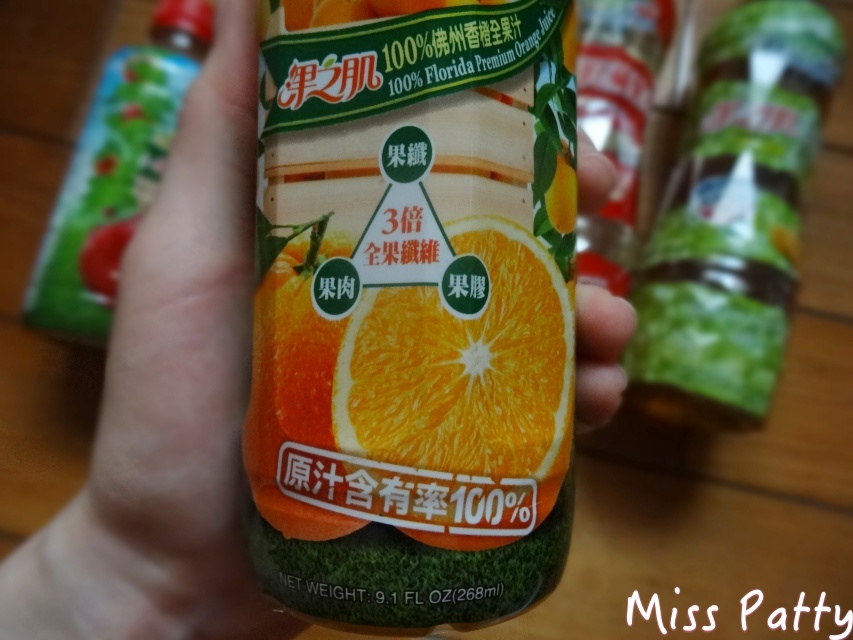 果之肌
100%佛州香橙全果汁
100% Florida Premium Orange Juice
果纖
3倍
全果纖維
果肉
果膠
原汁含有率100%
NET WEIGHT: 9.1 FL OZ(268ml)
Miss Patty